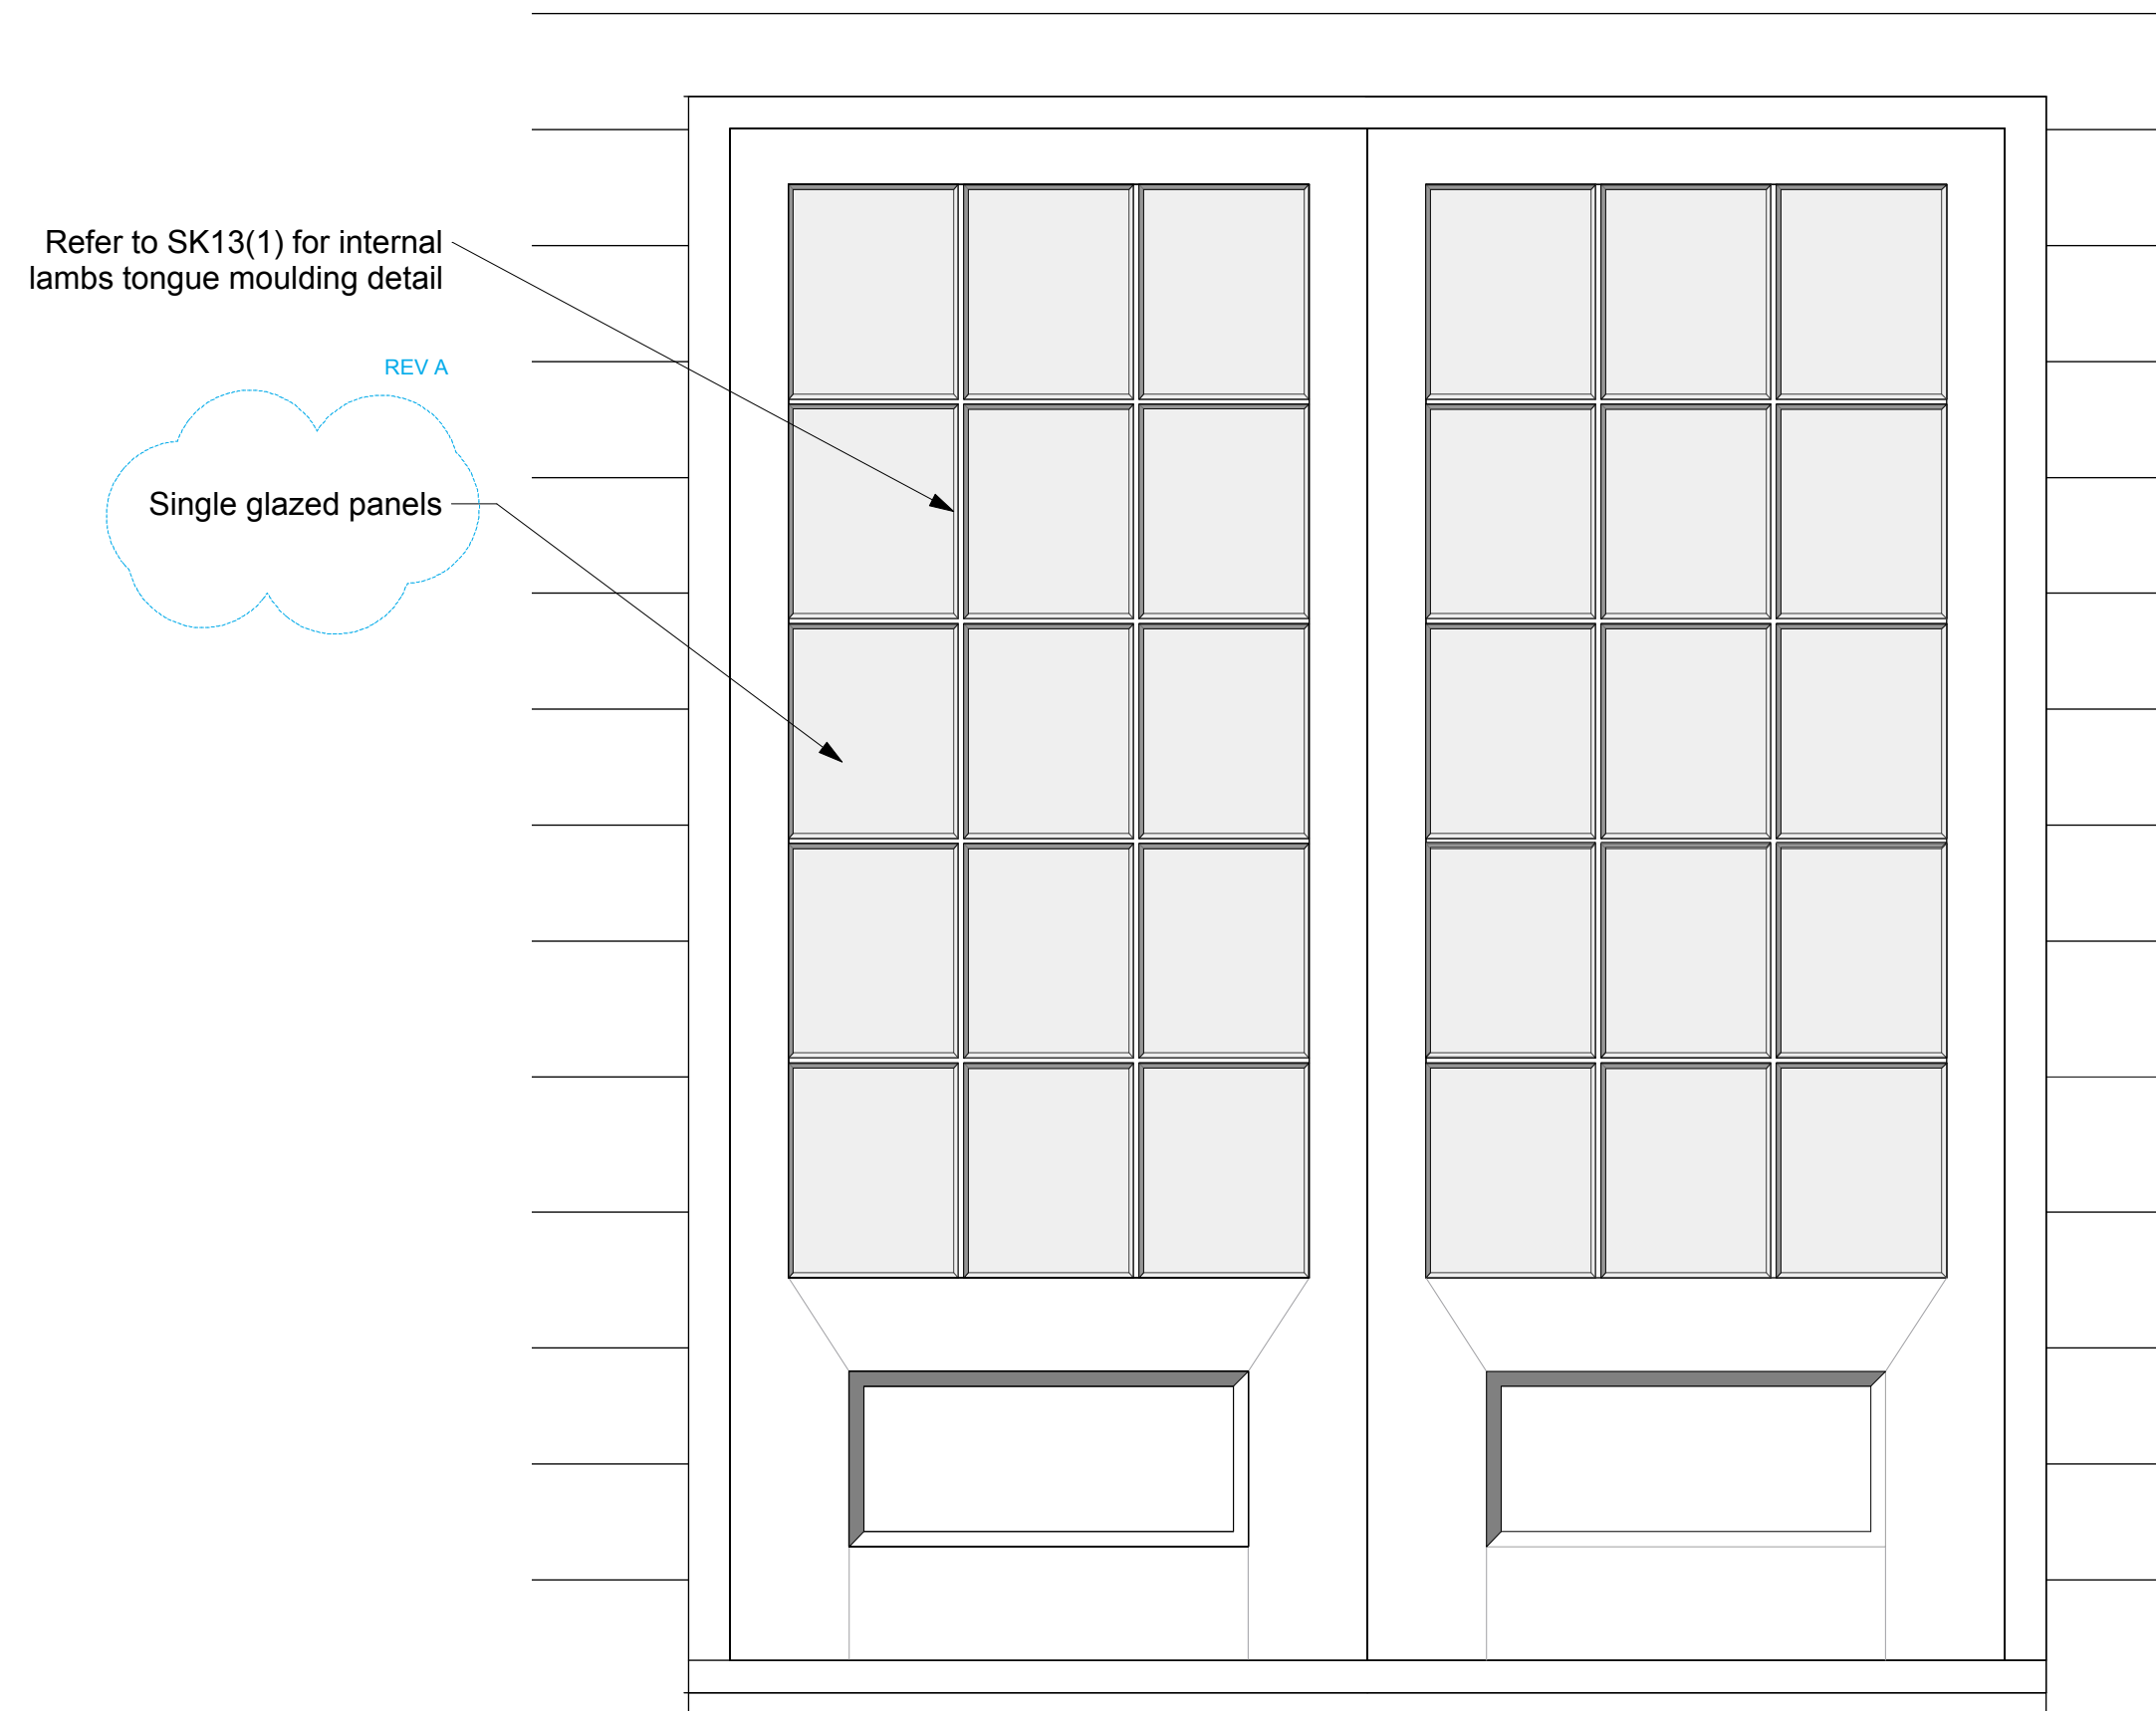 Refer to SK13(1) for internal
lambs tongue moulding detail
REV A
Single glazed panels